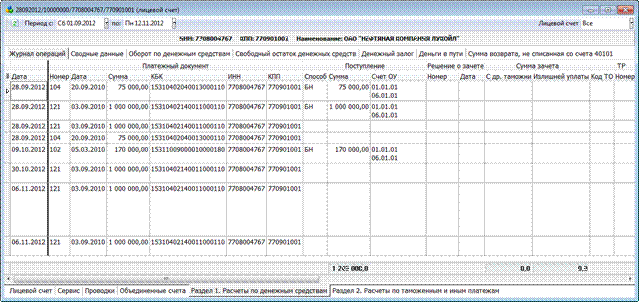 28092012/10000000/7708004767/770901001 (лицевой счет)
Период с: Сб 01.09.2012 по: Пн 12.11.2012 Лицевой счет Все
ИНН: 7708004767 КПП: 770901001 Наименование: ОАО "НЕФТЯНАЯ КОМПАНИЯ ЛУКОЙЛ"
Журнал операций Сводные данные Оборот по денежным средствам Свободный остаток денежных средств Денежный залог Деньги в пути Сумма возврата, не списанная со счета 40101
Платежный документ Поступление Решение о зачете Сумма зачета ТР
Дата Номер Дата Сумма КБК ИНН КПП Способ Сумма Счет ОУ Номер Дата С др. таможни Излишней уплаты Код ТО Номер
28.09.2012 104 20.09.2010 75 000,00 15310402140013000110 7708004767 770901001 БН 75 000,00 01.01.01
06.01.01
28.09.2012 121 03.09.2010 1 000 000,00 15310402140011000110 7708004767 770901001 БН 1 000 000,00 01.01.01
06.01.01
28.09.2012 121 03.09.2010 1 000 000,00 15310402140011000110 7708004767 770901001
28.09.2012 104 20.09.2010 75 000,00 15310402140013000110 7708004767 770901001
09.10.2012 102 05.03.2010 170 000,00 15311009000010000180 7708004767 770901001 БН 170 000,00 01.01.01
06.01.01
30.10.2012 121 03.09.2010 1 000 000,00 15310402140011000110 7708004767 770901001
06.11.2012 121 03.09.2010 1 000 000,00 15310402140011000110 7708004767 770901001
06.11.2012 121 03.09.2010 1 000 000,00 15310402140011000110 7708004767 770901001
Лицевой счет Сервис Проводки Объединенные счета Раздел 1. Расчеты по денежным средствам Раздел 2. Расчеты по таможенным и иным платежам